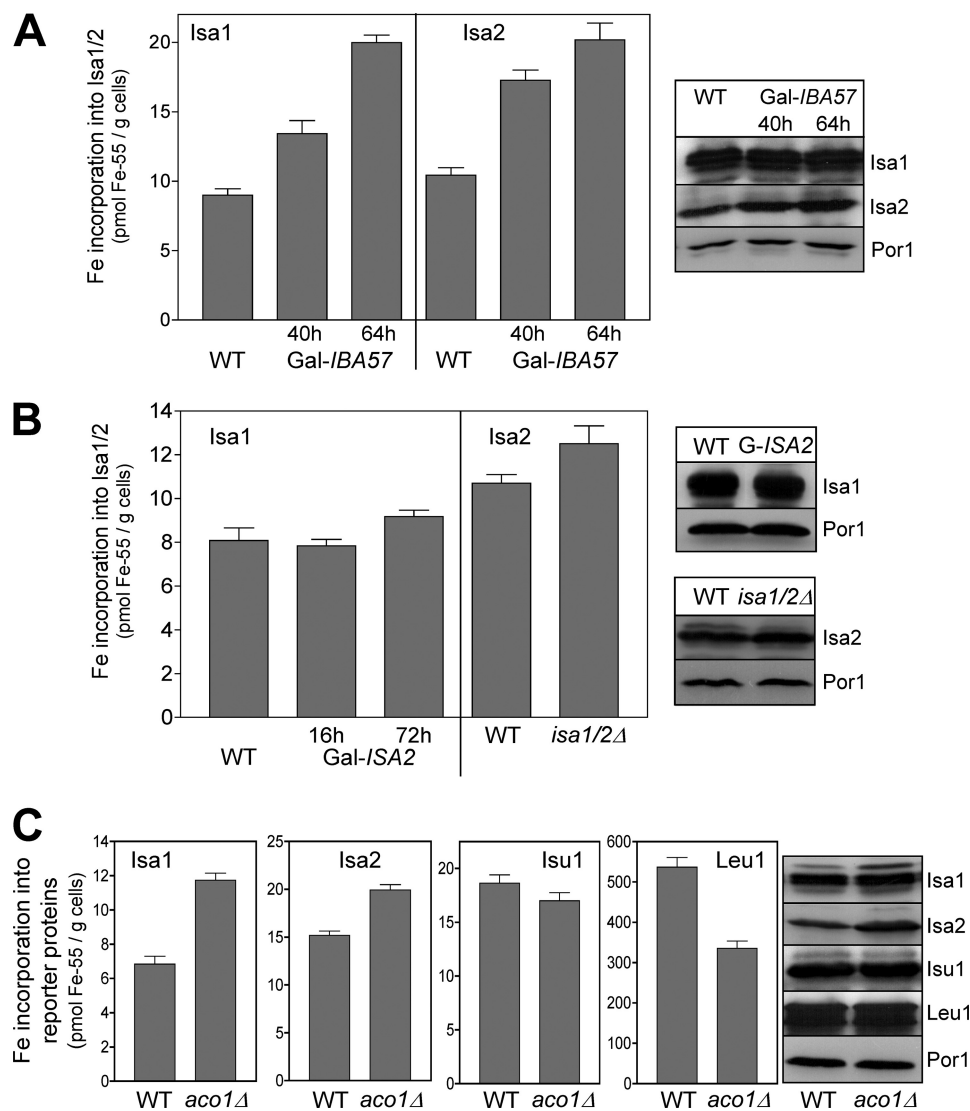 A
Fe incorporation into Isa1/2
(pmol Fe-55 / g cells)
20
15
10
5
0
Isa1
Isa2
40h 64h 40h 64h
WT Gal-IBA57 WT Gal-IBA57
WT Gal-IBA57
40h 64h
Isa1
Isa2
Por1
B
Fe incorporation into Isa1/2
(pmol Fe-55 / g cells)
14
12
10
8
6
4
2
0
Isa1
Isa2
16h 72h
WT Gal-ISA2
WT isa1/2Δ
WT G-ISA2
Isa1
Por1
WT isa1/2Δ
Isa2
Por1
C
Fe incorporation into
reporter proteins
(pmol Fe-55 / g cells)
14
12
10
8
6
4
2
0
Isa1
WT aco1Δ
25
20
15
10
5
0
Isa2
WT aco1Δ
20
15
10
5
0
Isu1
WT aco1Δ
600
500
400
300
200
100
0
Leu1
WT aco1Δ
Isa1
Isa2
Isu1
Leu1
Por1
WT aco1Δ